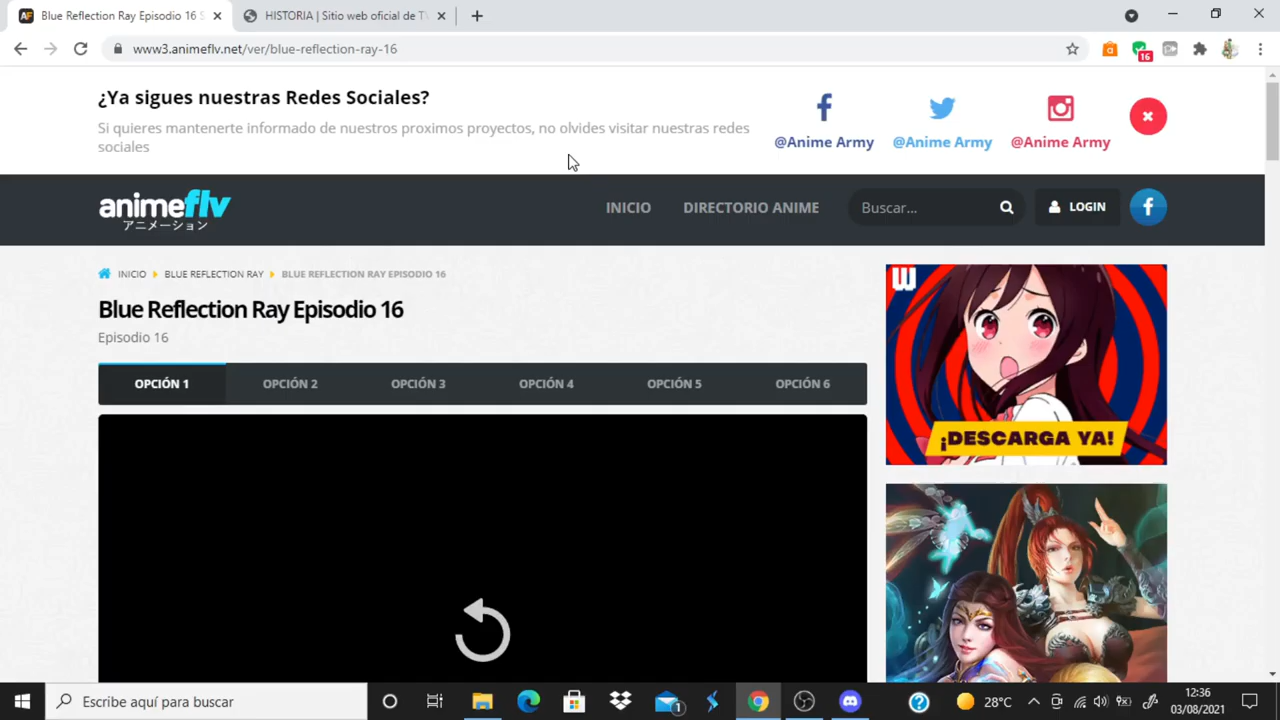 Blue Reflection Ray Episodio 16 S
HISTORIA | Sitio web oficial de TV
www3.animeflv.net/ver/blue-reflection-ray-16
16
¿Ya sigues nuestras Redes Sociales?
Si quieres mantenerte informado de nuestros proximos proyectos, no olvides visitar nuestras redes
sociales
@Anime Army
@Anime Army
@Anime Army
animeflv
アニメーション
INICIO
DIRECTORIO ANIME
Buscar...
LOGIN
INICIO
BLUE REFLECTION RAY
BLUE REFLECTION RAY EPISODIO 16
Blue Reflection Ray Episodio 16
Episodio 16
OPCIÓN 1
OPCIÓN 2
OPCIÓN 3
OPCIÓN 4
OPCIÓN 5
OPCIÓN 6
W
¡DESCARGA YA!
Escribe aquí para buscar
1
28°C
12:36
03/08/2021